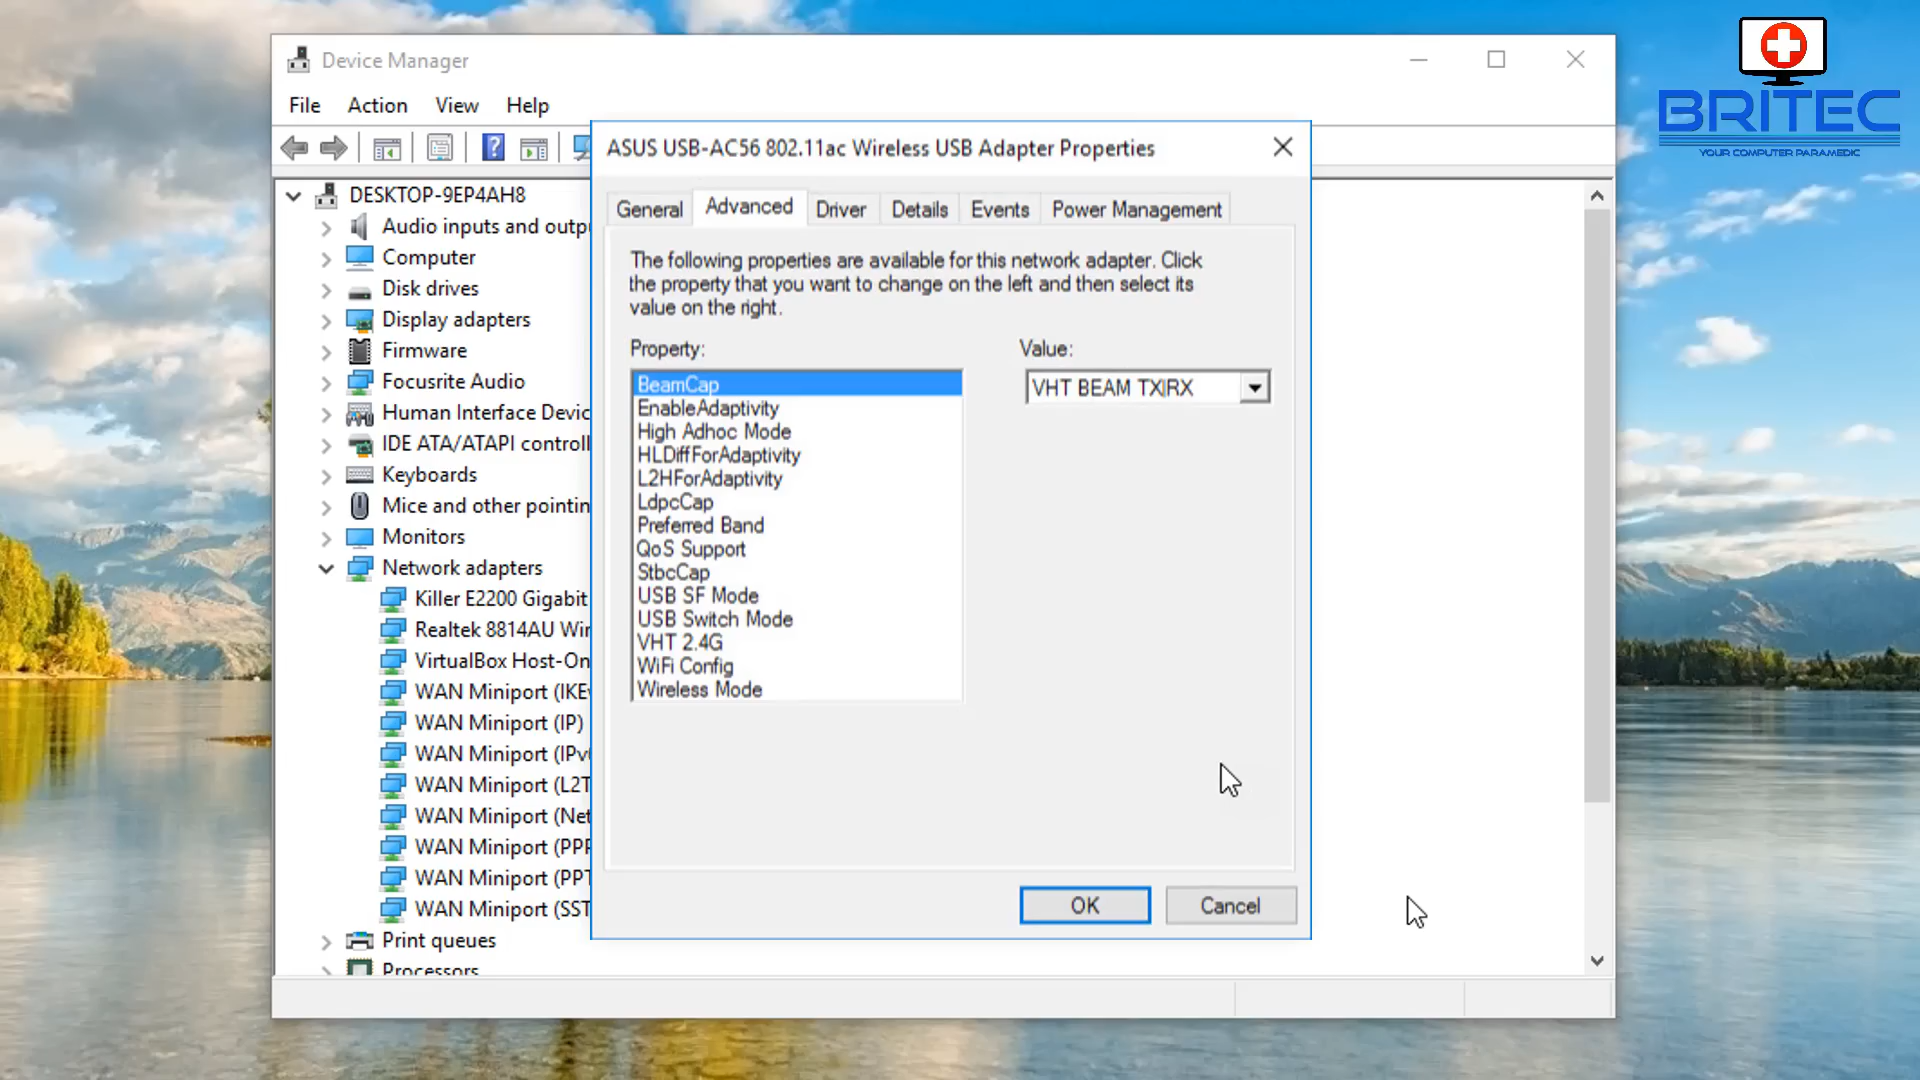 Device Manager
File Action View Help
BRITEC
YOUR COMPUTER PARAMEDIC
DESKTOP-9EP4AH8
Audio inputs and outp
Computer
Disk drives
Display adapters
Firmware
Focusrite Audio
Human Interface Devic
IDE ATA/ATAPI controll
Keyboards
Mice and other pointin
Monitors
Network adapters
Killer E2200 Gigabit
Realtek 8814AU Wir
VirtualBox Host-On
WAN Miniport (IKEv
WAN Miniport (IP)
WAN Miniport (IPv
WAN Miniport (L2T
WAN Miniport (Net
WAN Miniport (PPP
WAN Miniport (PPT
WAN Miniport (SST
Print queues
Processors
ASUS USB-AC56 802.11ac Wireless USB Adapter Properties
General Advanced Driver Details Events Power Management
The following properties are available for this network adapter. Click
the property that you want to change on the left and then select its
value on the right.
Property:
Value:
BeamCap
EnableAdaptivity
High Adhoc Mode
HLDiffForAdaptivity
L2HForAdaptivity
LdpcCap
Preferred Band
QoS Support
StbcCap
USB SF Mode
USB Switch Mode
VHT 2.4G
WiFi Config
Wireless Mode
VHT BEAM TX|RX
OK Cancel